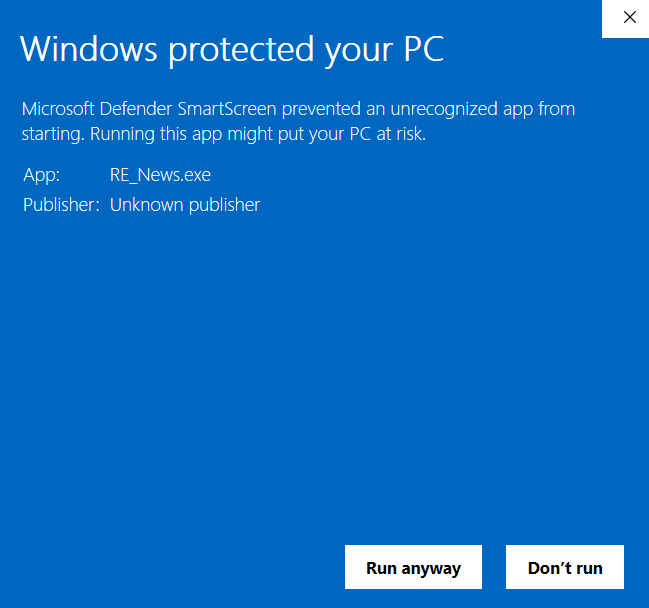 Windows protected your PC
Microsoft Defender SmartScreen prevented an unrecognized app from
starting. Running this app might put your PC at risk.
App: RE_News.exe
Publisher: Unknown publisher
Run anyway Don’t run